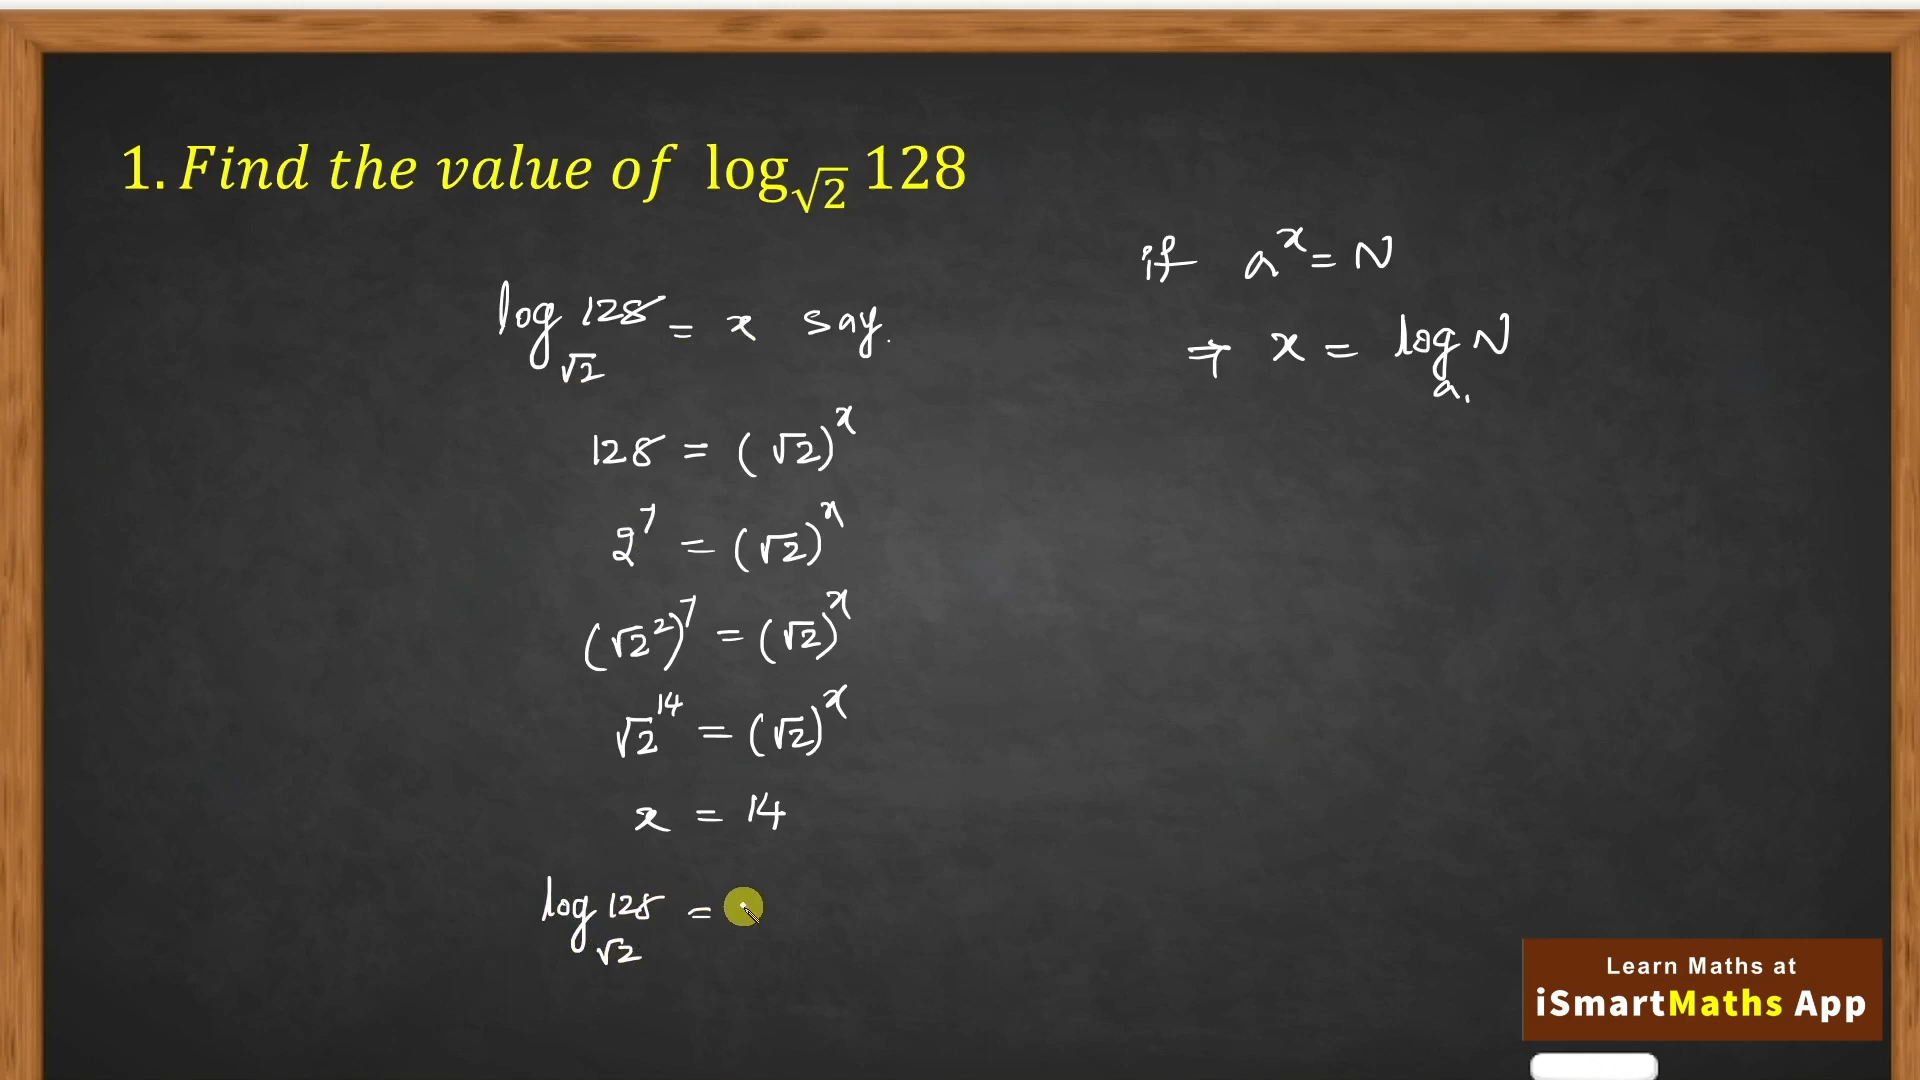 1. Find the value of log√2 128
log√2 128 = x say.
128 = (√2)^x
2^7 = (√2)^x
(√2^2)^7 = (√2)^x
√2^14 = (√2)^x
x = 14
log√2 128 =
if a^x = N
⇒ x = log_a N
Learn Maths at
iSmartMaths App